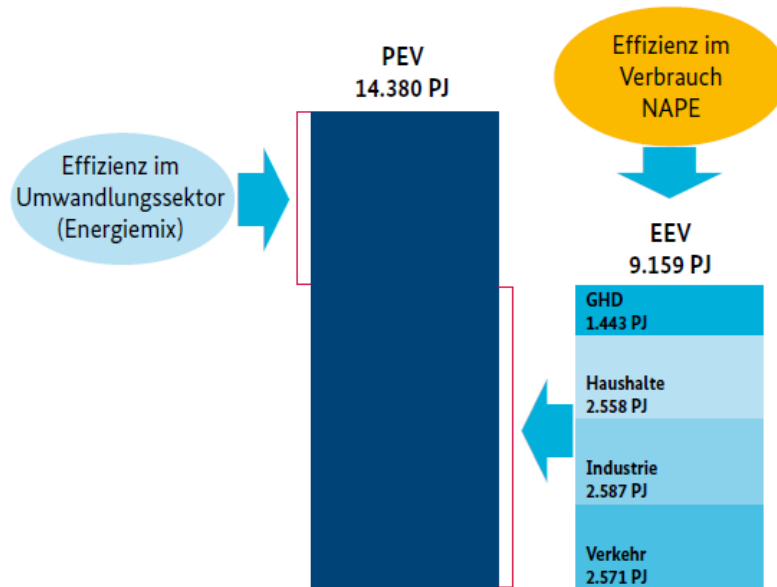 PEV
14.380 PJ
Effizienz im
Verbrauch
NAPE
Effizienz im
Umwandlungssektor
(Energiemix)
EEV
9.159 PJ
GHD
1.443 PJ
Haushalte
2.558 PJ
Industrie
2.587 PJ
Verkehr
2.571 PJ